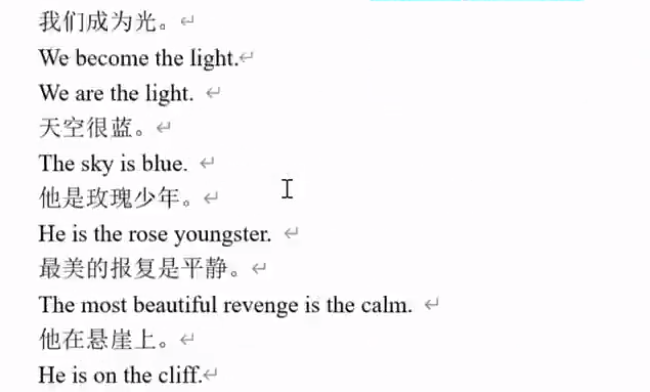 我们成为光。
We become the light.
We are the light.
天空很蓝。
The sky is blue.
他是玫瑰少年。
He is the rose youngster.
最美的报复是平静。
The most beautiful revenge is the calm.
他在悬崖上。
He is on the cliff.